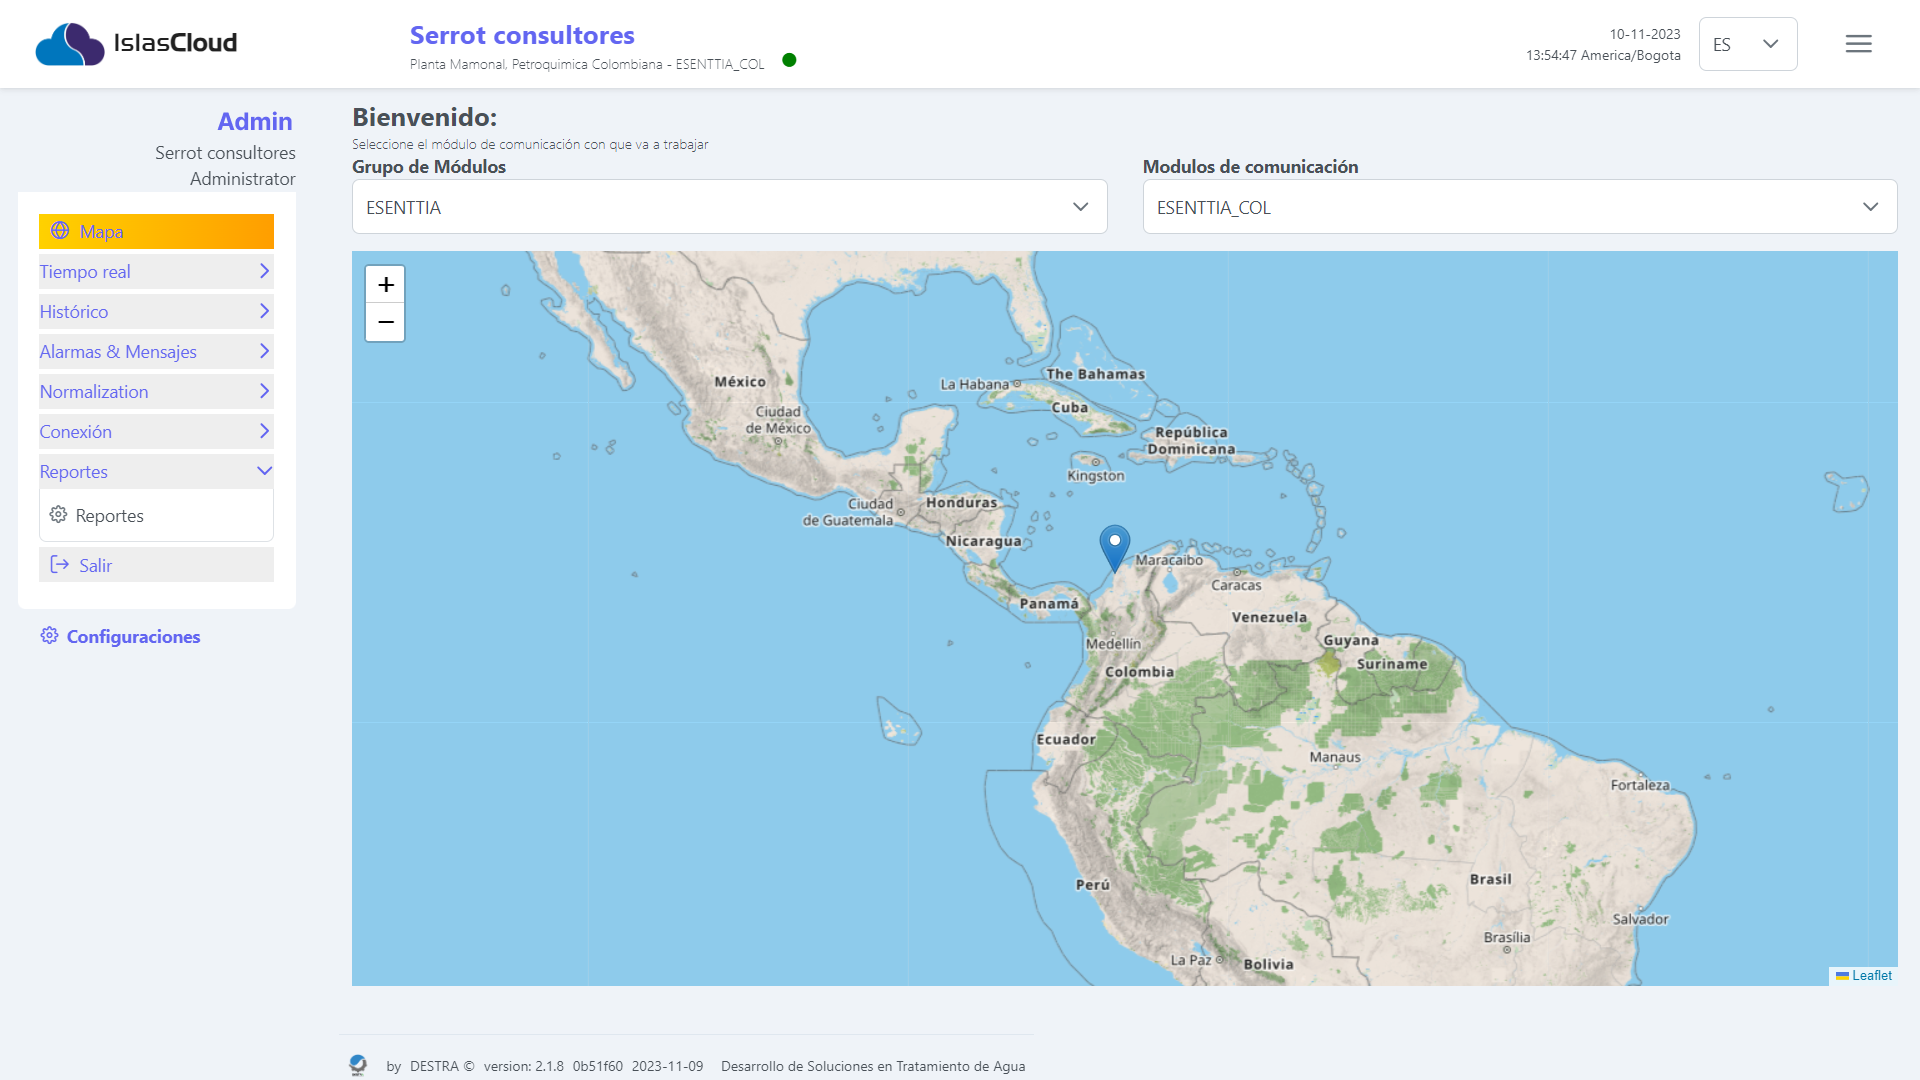 IslasCloud
Serrot consultores
Planta Mamonal, Petroquimica Colombiana - ESENTTIA_COL
10-11-2023
13:54:47 America/Bogota
ES
Admin
Serrot consultores
Administrator
Mapa
Tiempo real
Histórico
Alarmas & Mensajes
Normalization
Conexión
Reportes
Reportes
Salir
Configuraciones
Bienvenido:
Seleccione el módulo de comunicación con que va a trabajar
Grupo de Módulos
ESENTTIA
Modulos de comunicación
ESENTTIA_COL
+
−
México
Ciudad
de México
La Habana
The Bahamas
Cuba
República
Dominicana
Kingston
Ciudad
de Guatemala
Honduras
Nicaragua
Maracaibo
Caracas
Panamá
Venezuela
Medellín
Guyana
Colombia
Suriname
Ecuador
Manaus
Fortaleza
Perú
Brasil
Salvador
Brasília
La Paz
Bolivia
Leaflet
by DESTRA © version: 2.1.8 0b51f60 2023-11-09 Desarrollo de Soluciones en Tratamiento de Agua